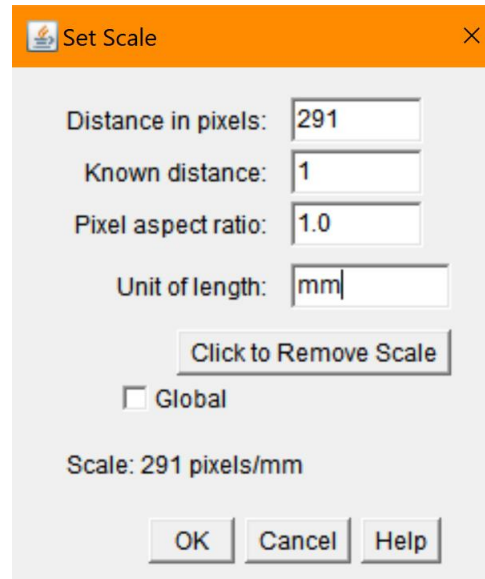 Set Scale
Distance in pixels: 291
Known distance: 1
Pixel aspect ratio: 1.0
Unit of length: mm
Click to Remove Scale
Global
Scale: 291 pixels/mm
OK Cancel Help